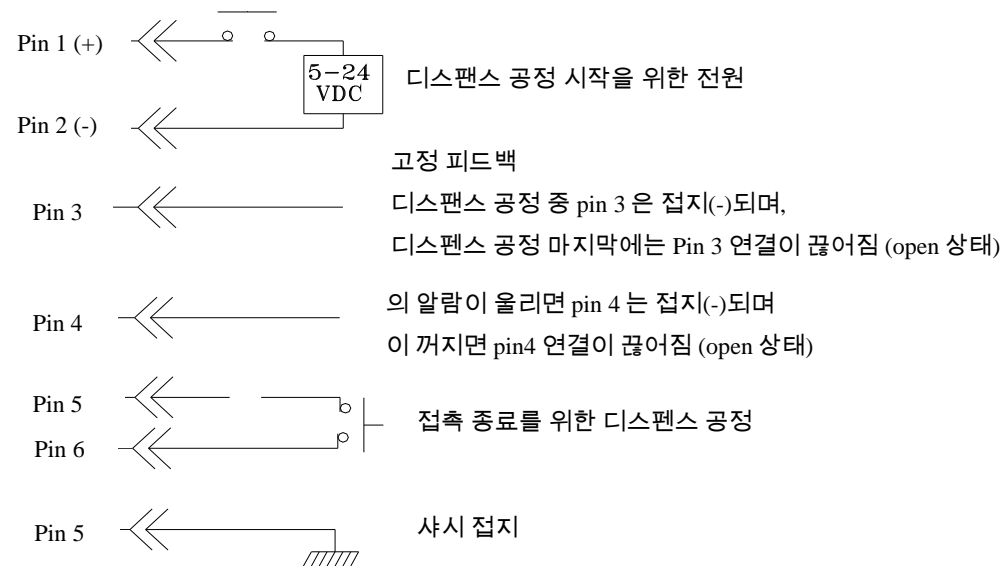 Pin 1 (+)
5-24
VDC
디스팬스 공정 시작을 위한 전원
Pin 2 (-)
고정 피드백
Pin 3
디스팬스 공정 중 pin 3 은 접지(-)되며,
디스펜스 공정 마지막에는 Pin 3 연결이 끊어짐 (open 상태)
Pin 4
의 알람이 울리면 pin 4 는 접지(-)되며
이 꺼지면 pin4 연결이 끊어짐 (open 상태)
Pin 5
접촉 종료를 위한 디스펜스 공정
Pin 6
Pin 5
샤시 접지